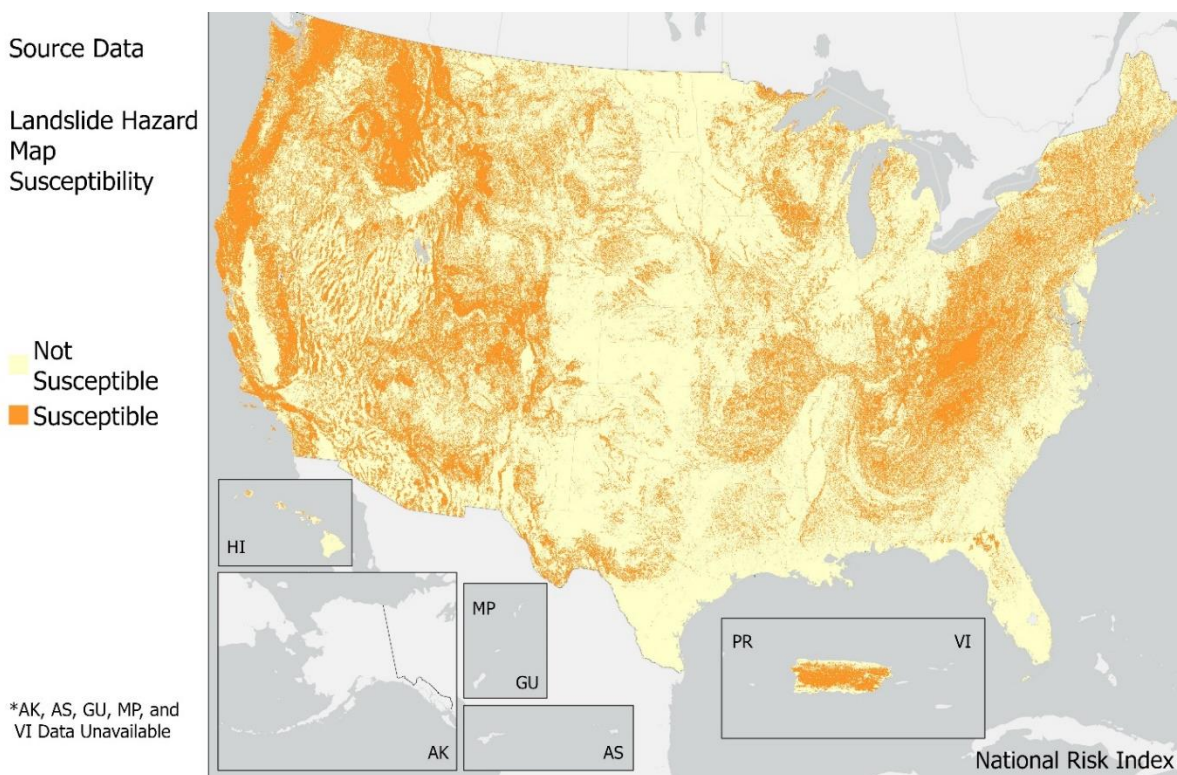 Source Data
Landslide Hazard
Map
Susceptibility
Not
Susceptible
Susceptible
*AK, AS, GU, MP, and
VI Data Unavailable
HI
AK
MP
GU
AS
PR
VI
National Risk Index